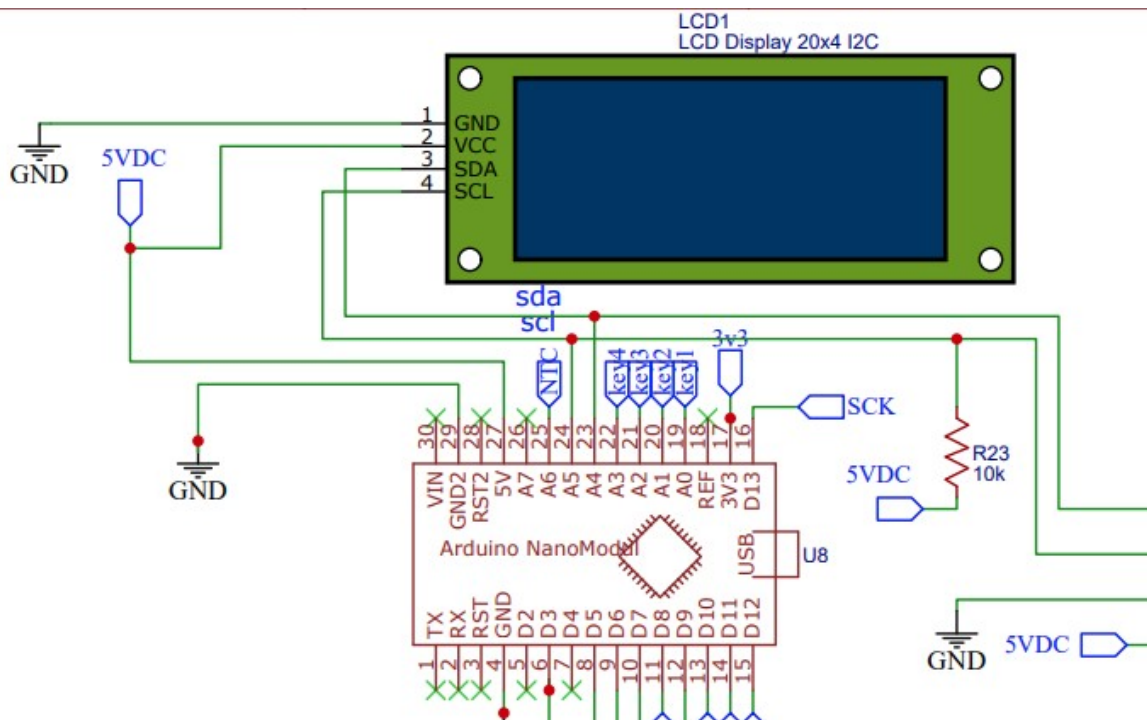 LCD1
LCD Display 20x4 I2C
1 GND
2 VCC
3 SDA
4 SCL
GND
5VDC
sda
scl
NTC
key4
key3
key2
key1
3v3
SCK
30 29 28 27 26 25 24 23 22 21 20 19 18 17 16
VIN GND2 RST2 5V A7 A6 A5 A4 A3 A2 A1 A0 REF 3V3 D13
GND
R23
10k
5VDC
Arduino NanoModul
USB
U8
TX RX RST GND D2 D3 D4 D5 D6 D7 D8 D9 D10 D11 D12
1 2 3 4 5 6 7 8 9 10 11 12 13 14 15
GND
5VDC